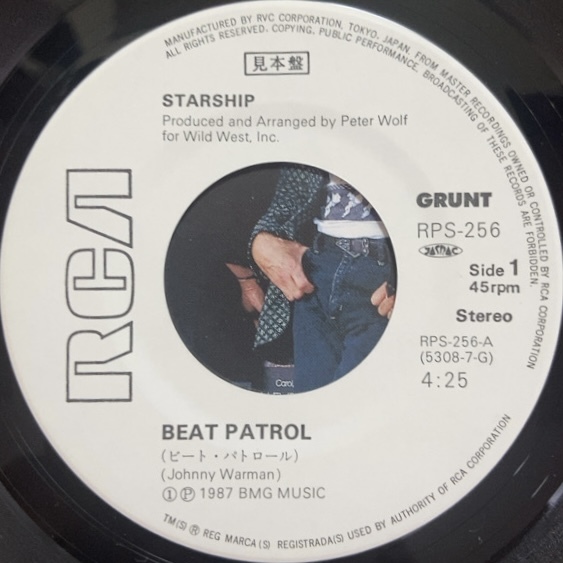 MANUFACTURED BY RVC CORPORATION, TOKYO, JAPAN, FROM MASTER RECORDINGS OWNED OR CONTROLLED BY RCA CORPORATION
ALL RIGHTS RESERVED. COPYING, PUBLIC PERFORMANCE, BROADCASTING OF THESE RECORDS ARE FORBIDDEN.
見本盤
STARSHIP
Produced and Arranged by Peter Wolf
for Wild West, Inc.
RCA
GRUNT
RPS-256
JASRAC
Side 1
45rpm
Stereo
RPS-256-A
(5308-7-G)
4:25
Carol
BEAT PATROL
(ビート・パトロール)
(Johnny Warman)
① Ⓟ 1987 BMG MUSIC
TM(S) ® REG MARCA(S) REGISTRADA(S) USED BY AUTHORITY OF RCA CORPORATION